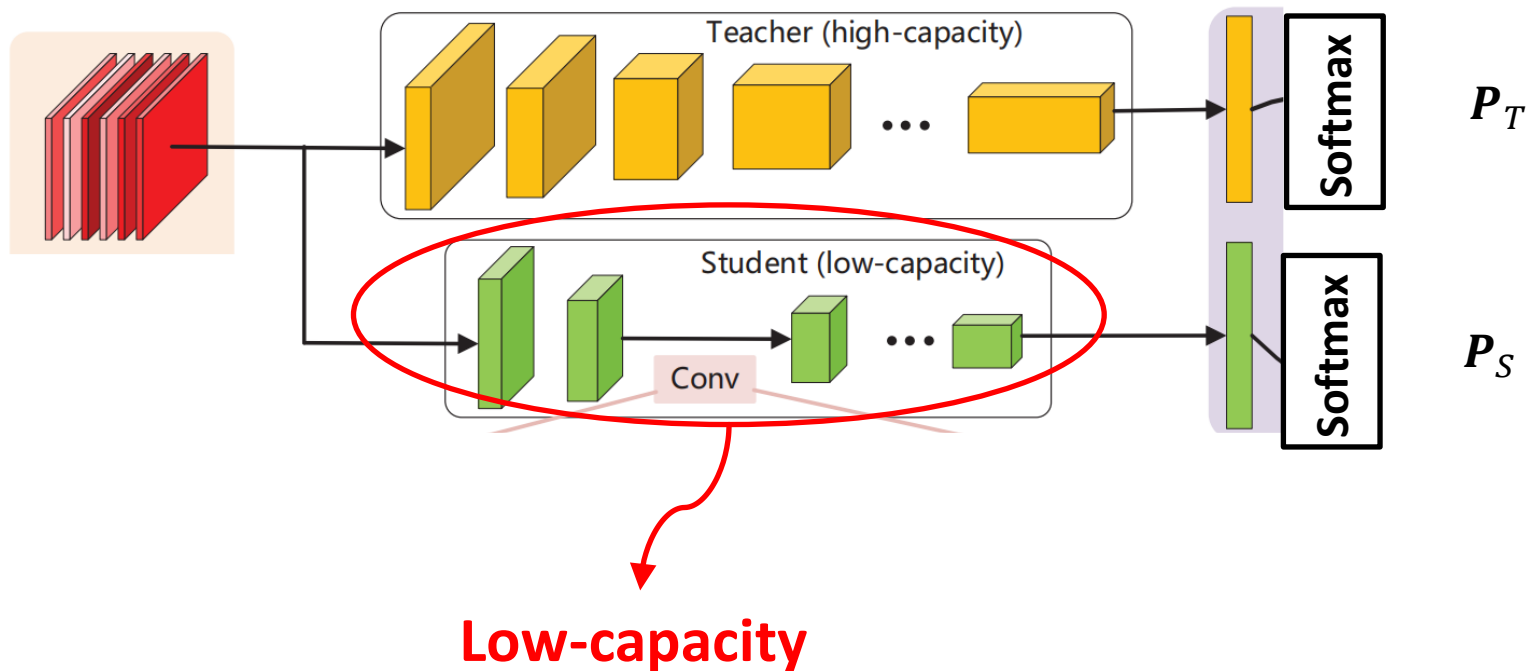 Teacher (high-capacity)
Softmax
P_T
Student (low-capacity)
Conv
Softmax
P_S
Low-capacity